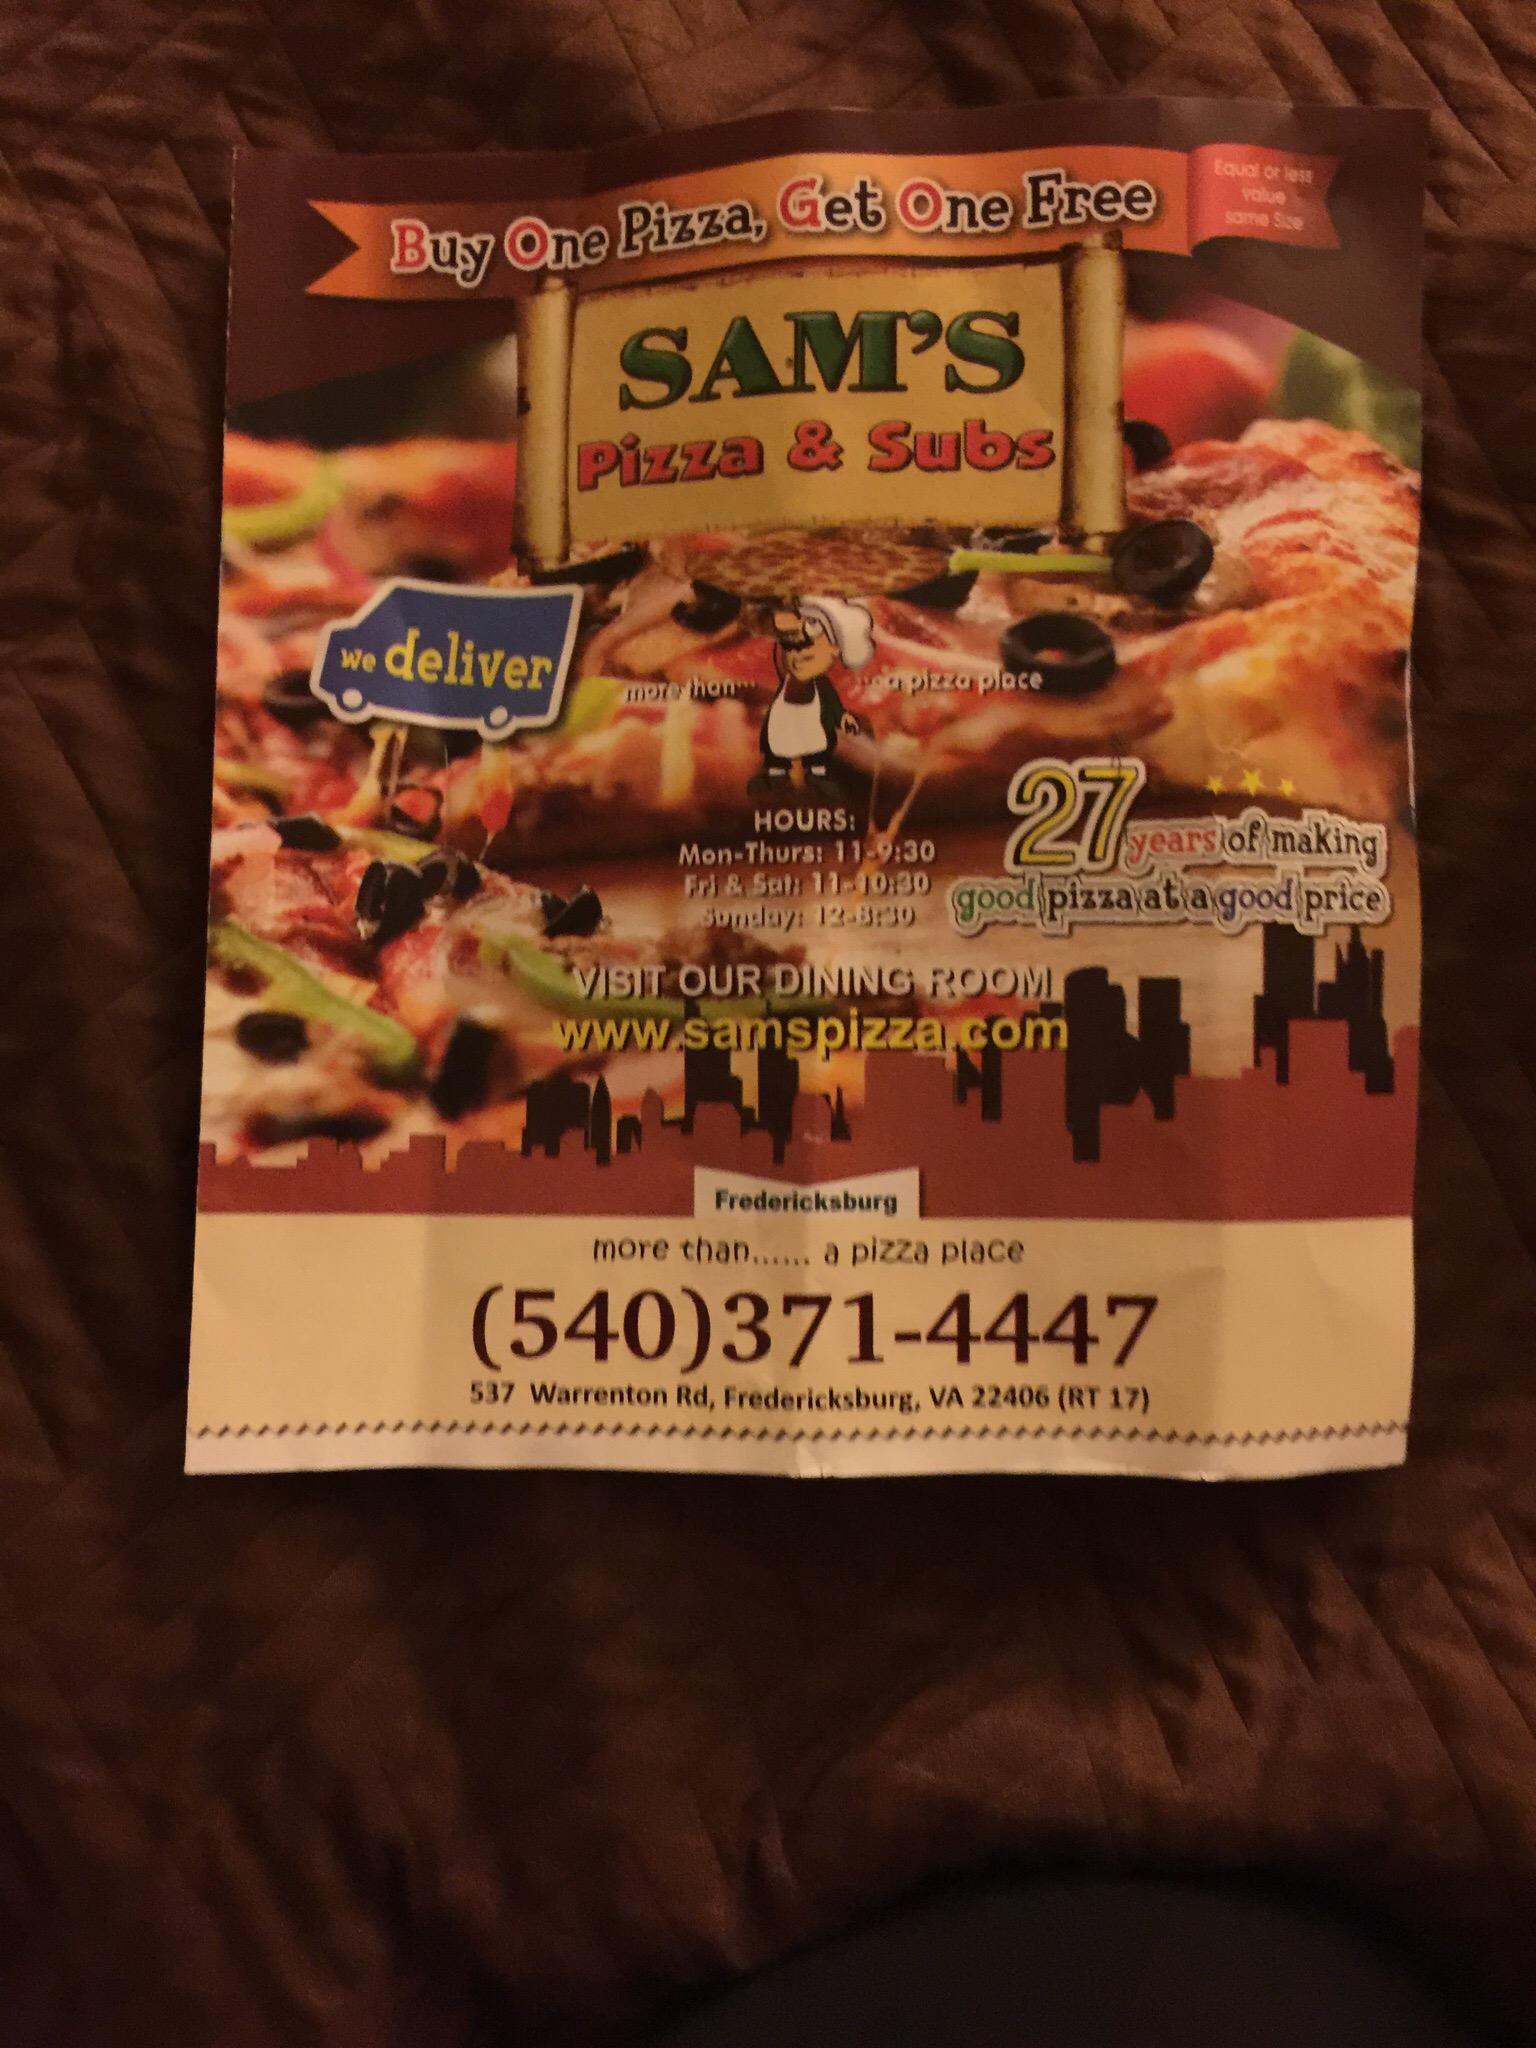 Buy One Pizza, Get One Free
Equal or less
value
same Size
SAM'S
Pizza & Subs
we deliver
more than... ...a pizza place
27 years of making
good pizza at a good price
HOURS:
Mon-Thurs: 11-9:30
Fri & Sat: 11-10:30
Sunday: 12-8:30
VISIT OUR DINING ROOM
www.samspizza.com
Fredericksburg
more than...... a pizza place
(540)371-4447
537 Warrenton Rd, Fredericksburg, VA 22406 (RT 17)